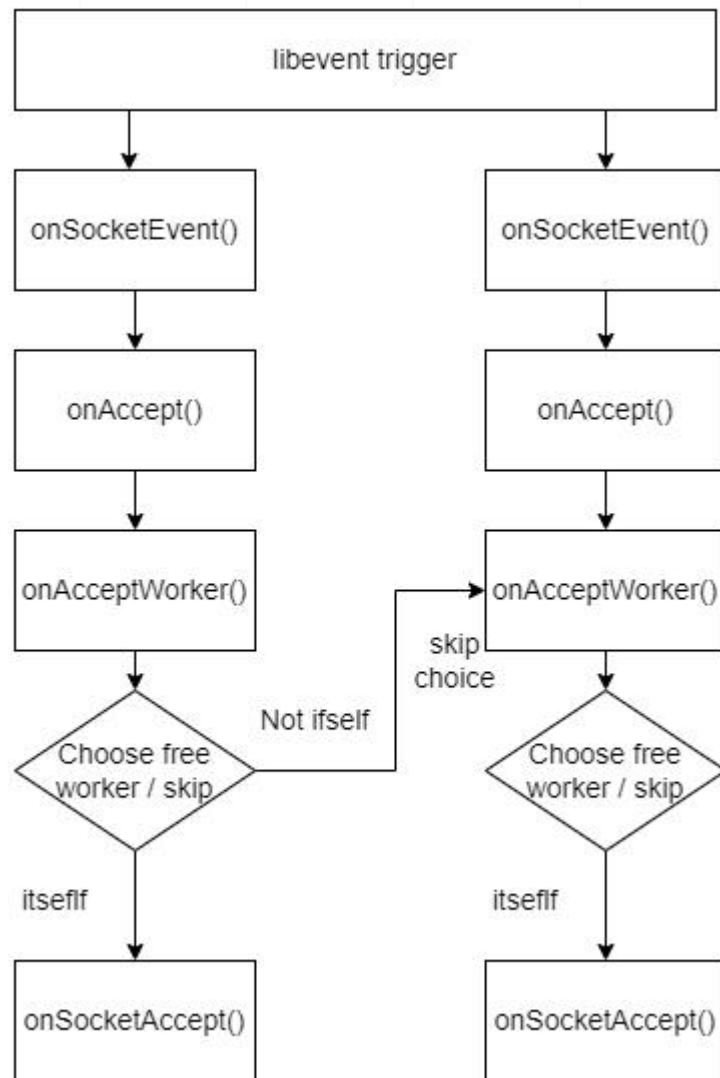 libevent trigger
onSocketEvent()
onSocketEvent()
onAccept()
onAccept()
onAcceptWorker()
onAcceptWorker()
skip
choice
Not ifself
Choose free
worker / skip
Choose free
worker / skip
itseflf
itseflf
onSocketAccept()
onSocketAccept()